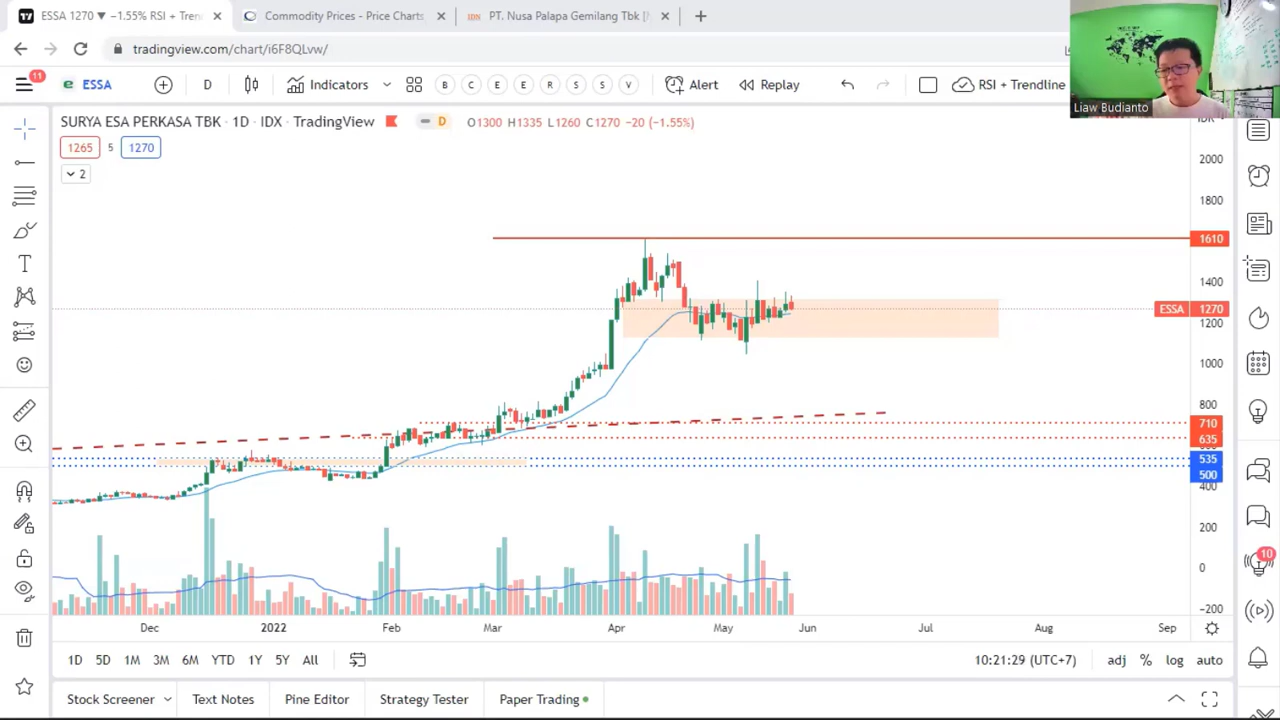 ESSA 1270 ▼ −1.55% RSI + Tren
Commodity Prices - Price Charts
IDN PT. Nusa Palapa Gemilang Tbk [
tradingview.com/chart/i6F8QLvw/
11
ESSA
D
Indicators
B C E E R S S V
Alert
Replay
RSI + Trendline
Liaw Budianto
SURYA ESA PERKASA TBK · 1D · IDX · TradingView
D
O1300 H1335 L1260 C1270 −20 (−1.55%)
1265 5 1270
2
2000
1800
1610
1400
ESSA 1270
1200
1000
800
710
635
535
500
400
200
0
−200
Dec 2022 Feb Mar Apr May Jun Jul Aug Sep
10
1D 5D 1M 3M 6M YTD 1Y 5Y All
10:21:29 (UTC+7)
adj % log auto
Stock Screener
Text Notes
Pine Editor
Strategy Tester
Paper Trading